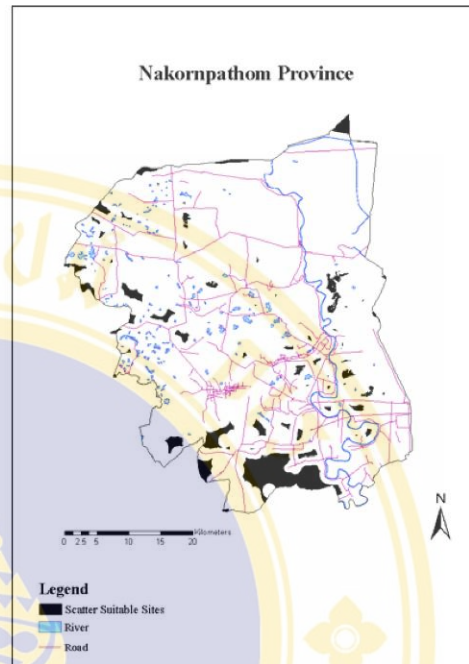 Nakornpathom Province
N
Kilometers
0 2.5 5 10 15 20
Legend
Scatter Suitable Sites
River
Road